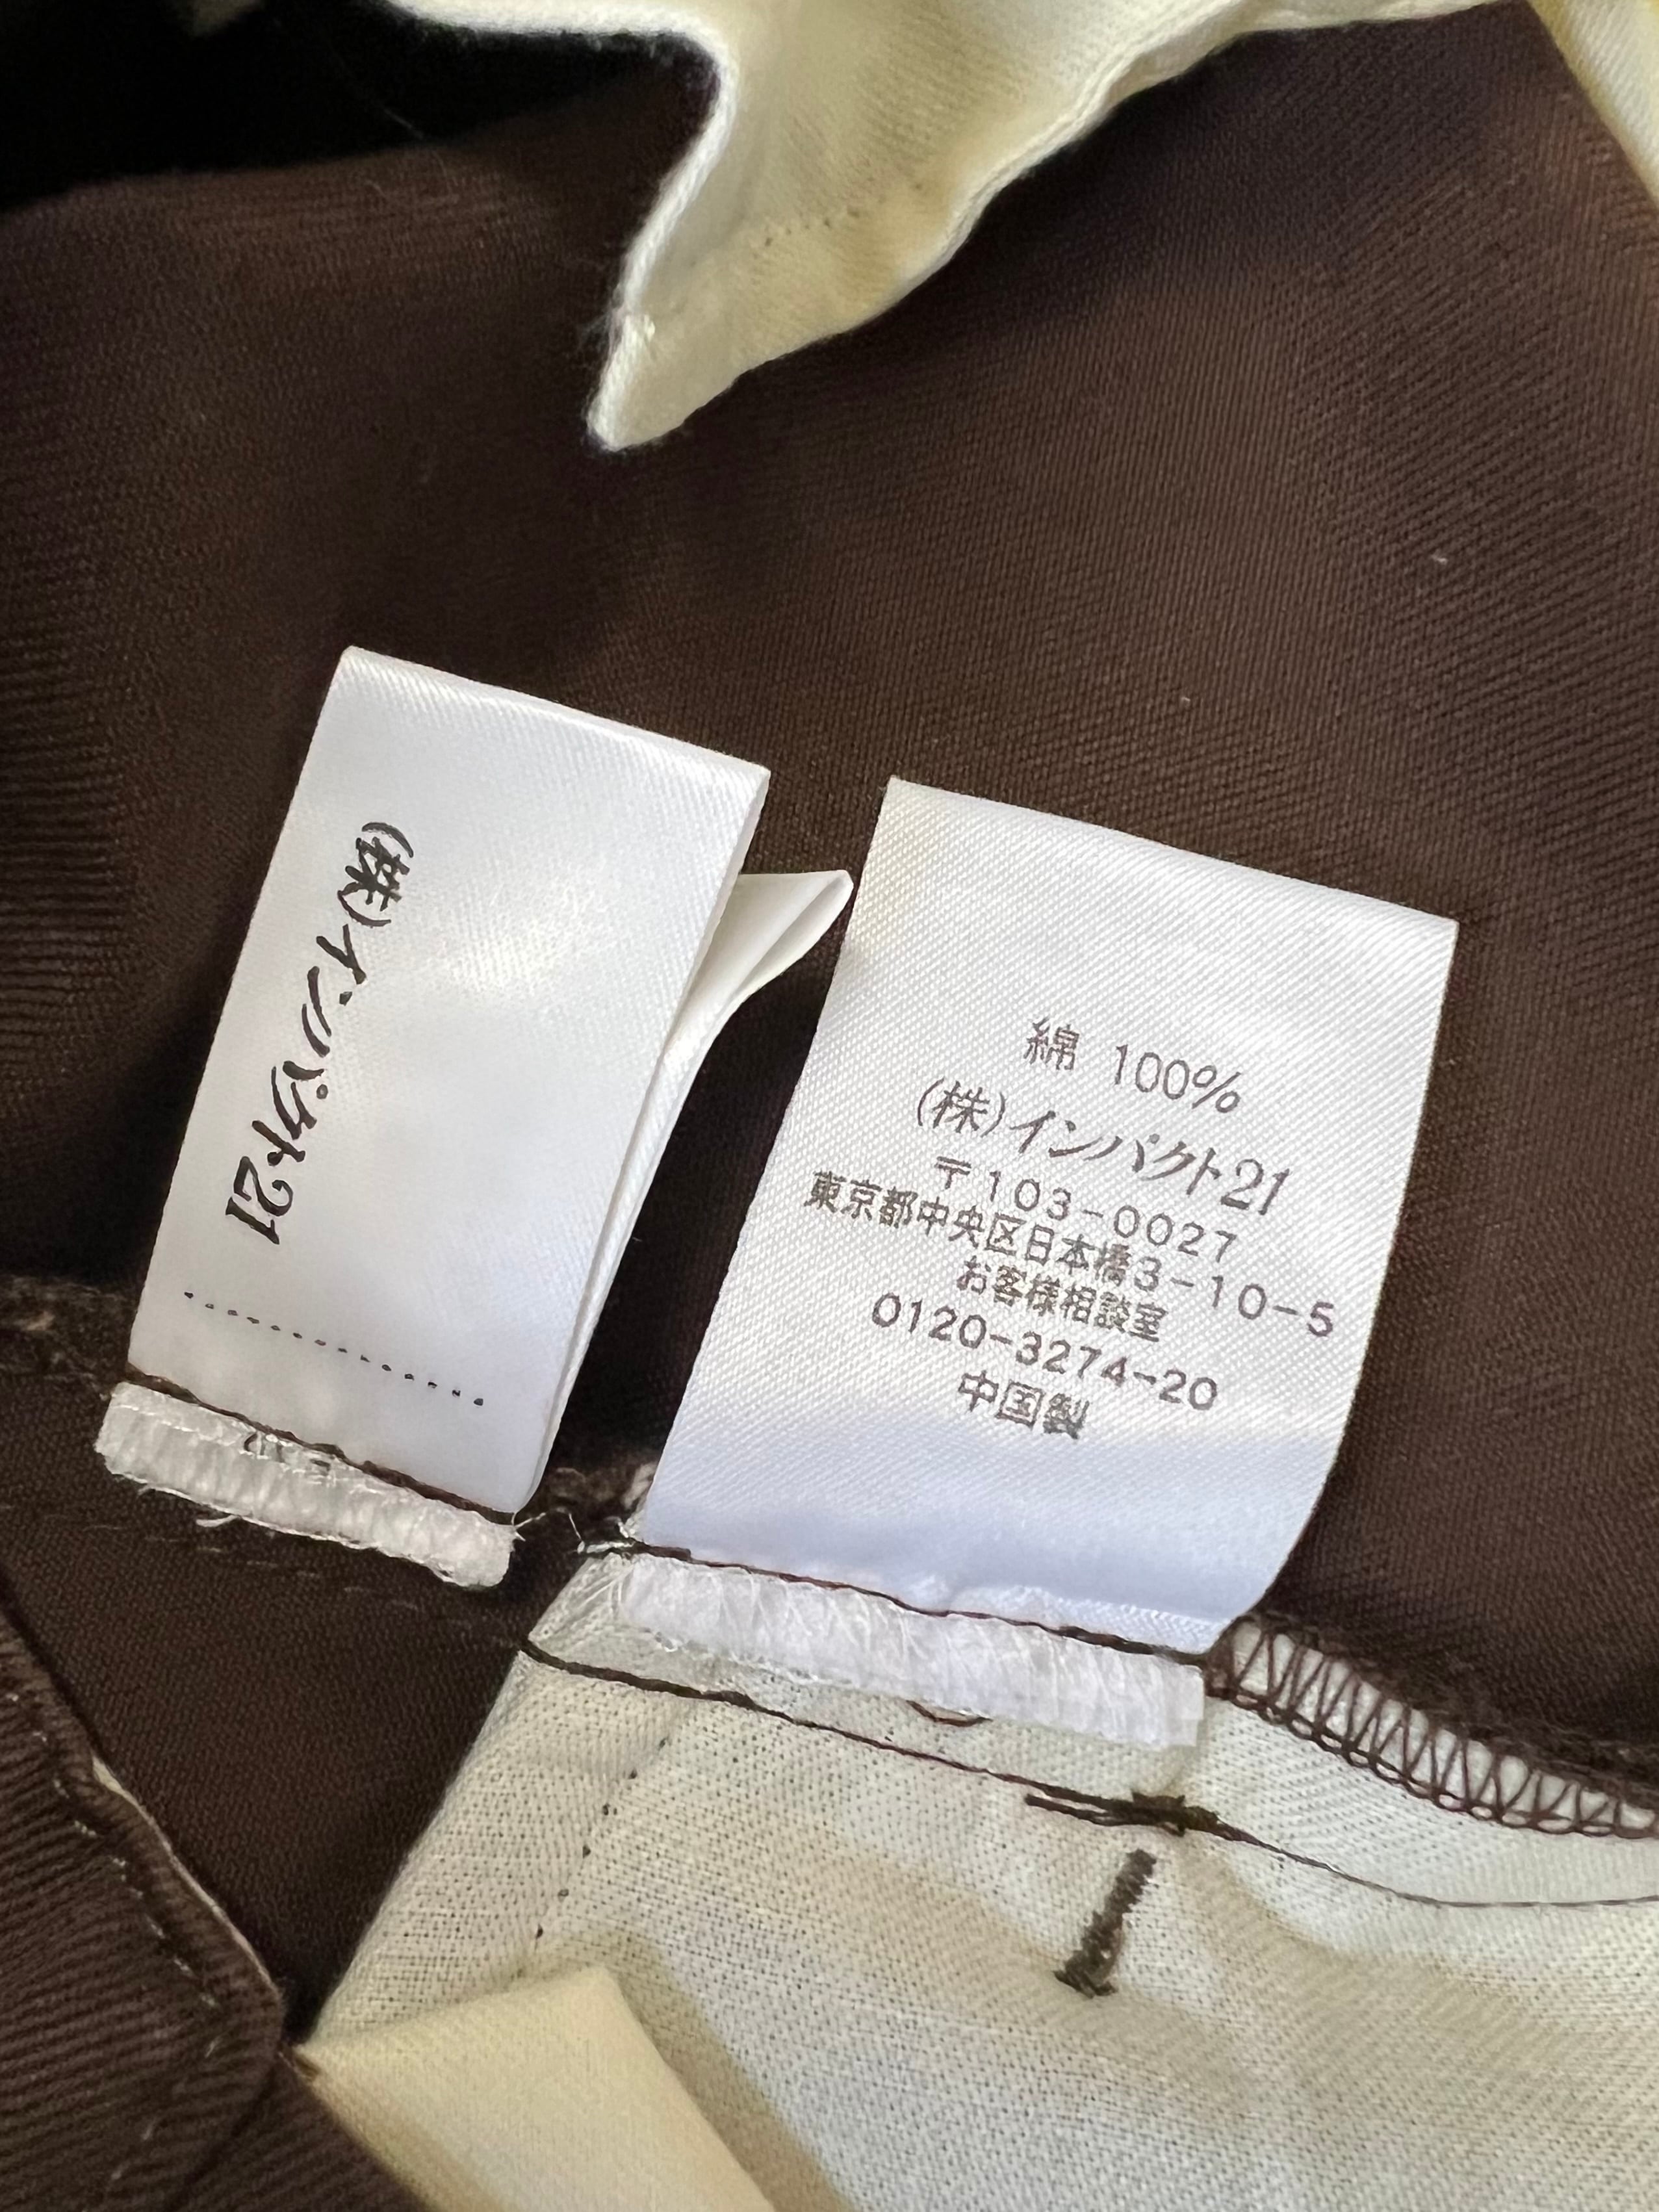 (株)インパクト21
綿 100%
(株)インパクト21
〒103-0027
東京都中央区日本橋3-10-5
お客様相談室
0120-3274-20
中国製